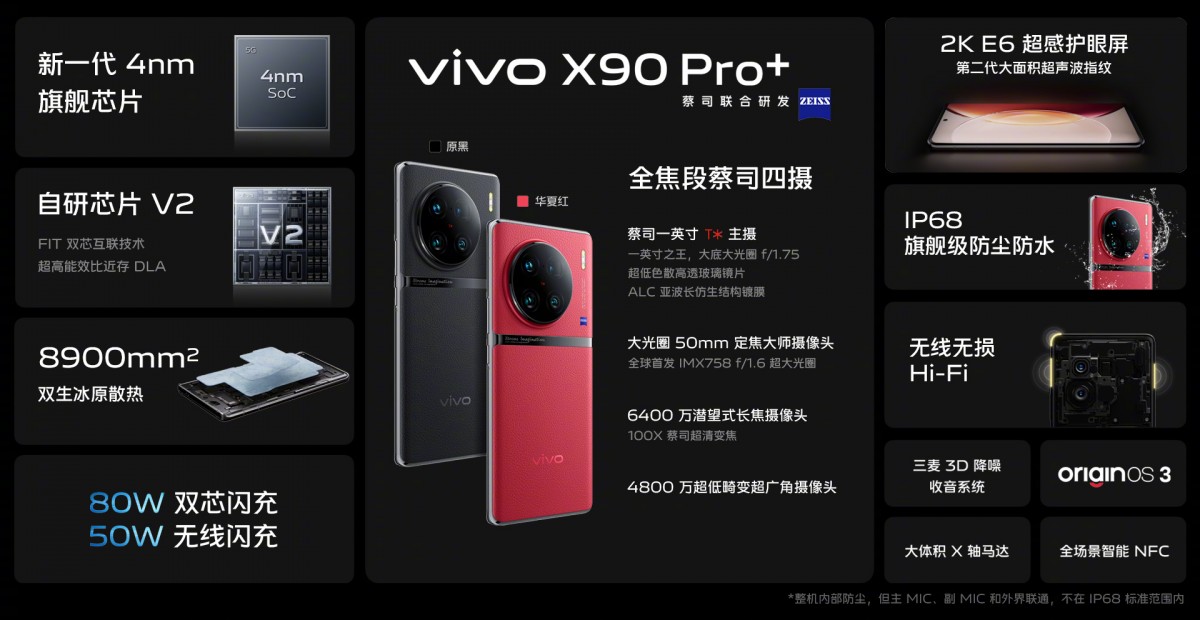 新一代 4nm
旗舰芯片
5G
4nm
SoC
自研芯片 V2
FIT 双芯互联技术
超高能效比近存 DLA
V2
8900mm²
双生冰原散热
80W 双芯闪充
50W 无线闪充
vivo X90 Pro+
蔡司联合研发 ZEISS
原黑
华夏红
vivo
vivo
全焦段蔡司四摄
蔡司一英寸 T* 主摄
一英寸之王，大底大光圈 f/1.75
超低色散高透玻璃镜片
ALC 亚波长仿生结构镀膜
大光圈 50mm 定焦大师摄像头
全球首发 IMX758 f/1.6 超大光圈
6400 万潜望式长焦摄像头
100X 蔡司超清变焦
4800 万超低畸变超广角摄像头
2K E6 超感护眼屏
第二代大面积超声波指纹
IP68
旗舰级防尘防水
无线无损
Hi-Fi
三麦 3D 降噪
收音系统
originOS 3
大体积 X 轴马达
全场景智能 NFC
*整机内部防尘，但主 MIC、副 MIC 和外界联通，不在 IP68 标准范围内